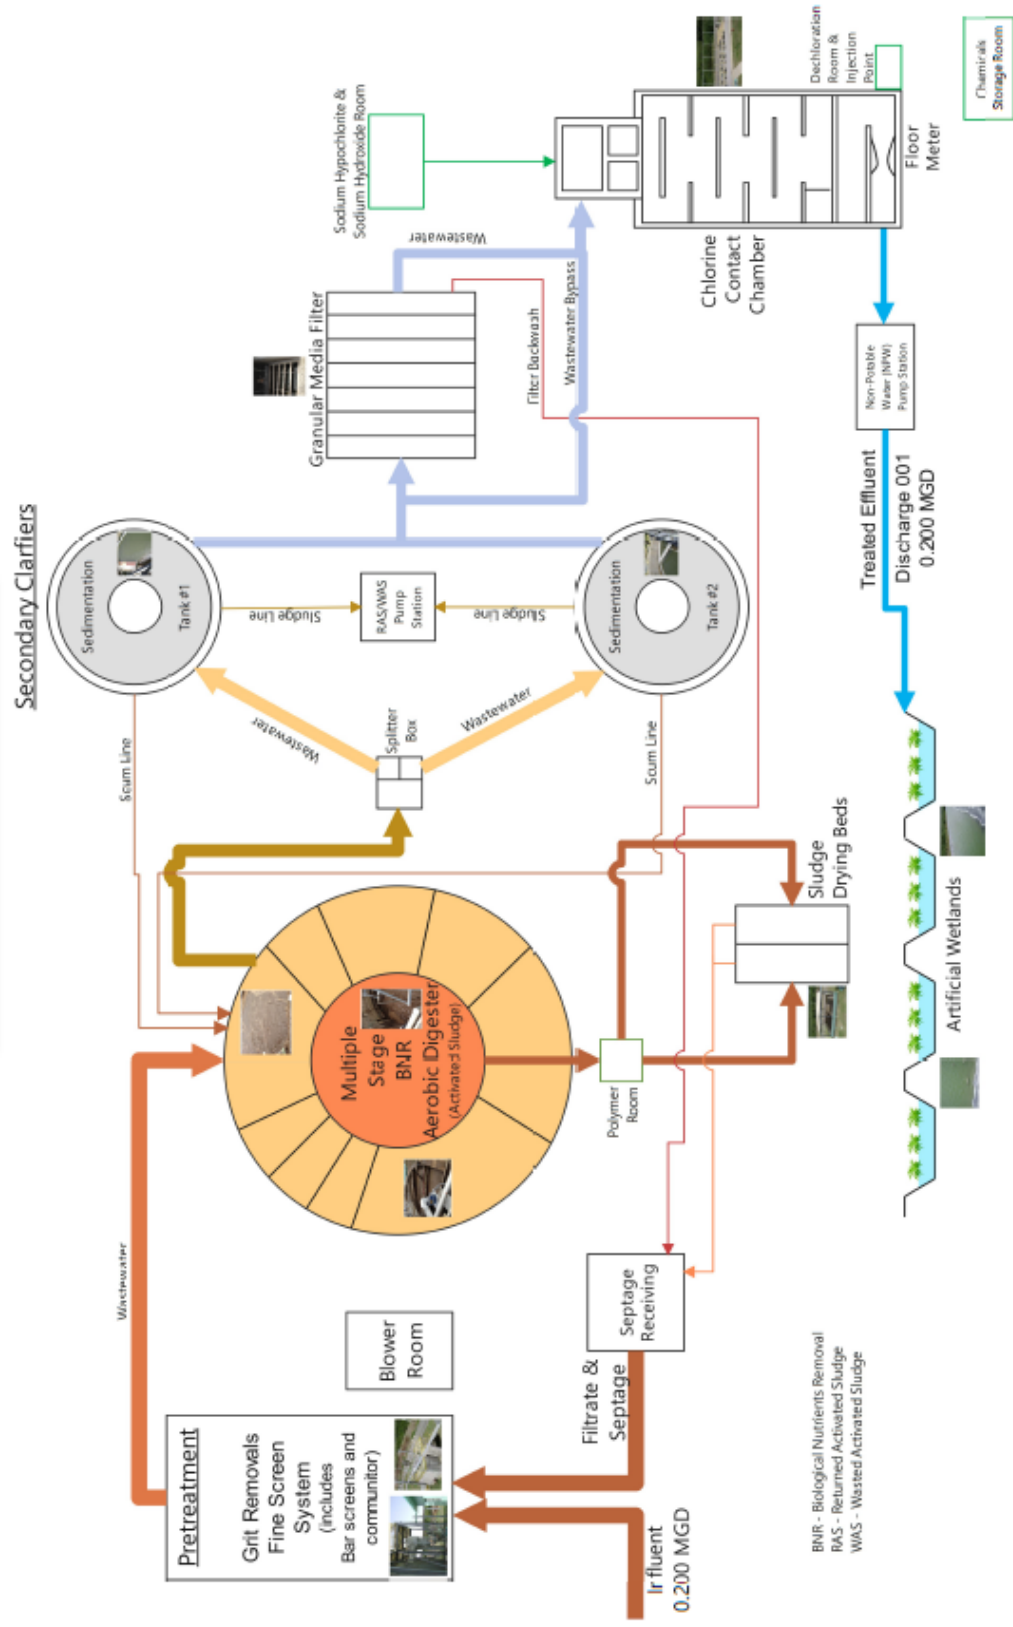 Secondary Clarfiers
Pretreatment
Grit Removals
Fine Screen
System
(includes
Bar screens and
communitor)
Influent
0.200 MGD
Filtrate &
Septage
Septage
Receiving
Blower
Room
Wastewater
Multiple
Stage
BNR
Aerobic Digester
(Activated Sludge)
Polymer
Room
Sludge
Drying Beds
Scum Line
Scum Line
Splitter
Box
Wastewater
Wastewater
Sedimentation
Tank #1
Sedimentation
Tank #2
Sludge Line
Sludge Line
RAS/WAS
Pump
Station
Granular Media Filter
Wastewater
Filter Backwash
Wastewater Bypass
Sodium Hypochlorite &
Sodium Hydroxide Room
Chlorine
Contact
Chamber
Floor
Meter
Dechloration
Room &
Injection
Point
Chemicals
Storage Room
Non-Potable
Water (NPW)
Pump Station
Treated Effluent
Discharge 001
0.200 MGD
Artificial Wetlands
BNR - Biological Nutrients Removal
RAS - Returned Activated Sludge
WAS - Wasted Activated Sludge